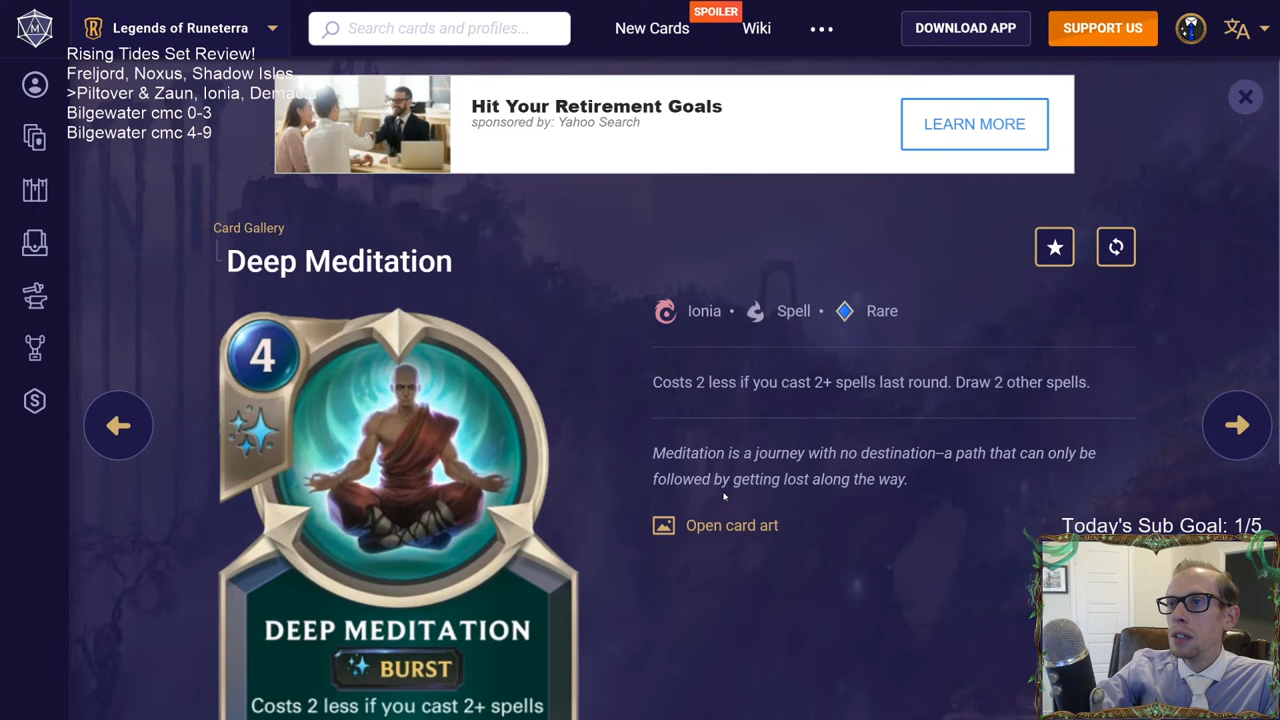 Legends of Runeterra
Search cards and profiles...
New Cards
SPOILER
Wiki
DOWNLOAD APP
SUPPORT US
Rising Tides Set Review!
Freljord, Noxus, Shadow Isles
>Piltover & Zaun, Ionia, Demacia
Bilgewater cmc 0-3
Bilgewater cmc 4-9
Hit Your Retirement Goals
sponsored by: Yahoo Search
LEARN MORE
Card Gallery
Deep Meditation
Ionia • Spell • Rare
Costs 2 less if you cast 2+ spells last round. Draw 2 other spells.
Meditation is a journey with no destination–a path that can only be
followed by getting lost along the way.
Open card art
4
DEEP MEDITATION
BURST
Costs 2 less if you cast 2+ spells
Today's Sub Goal: 1/5